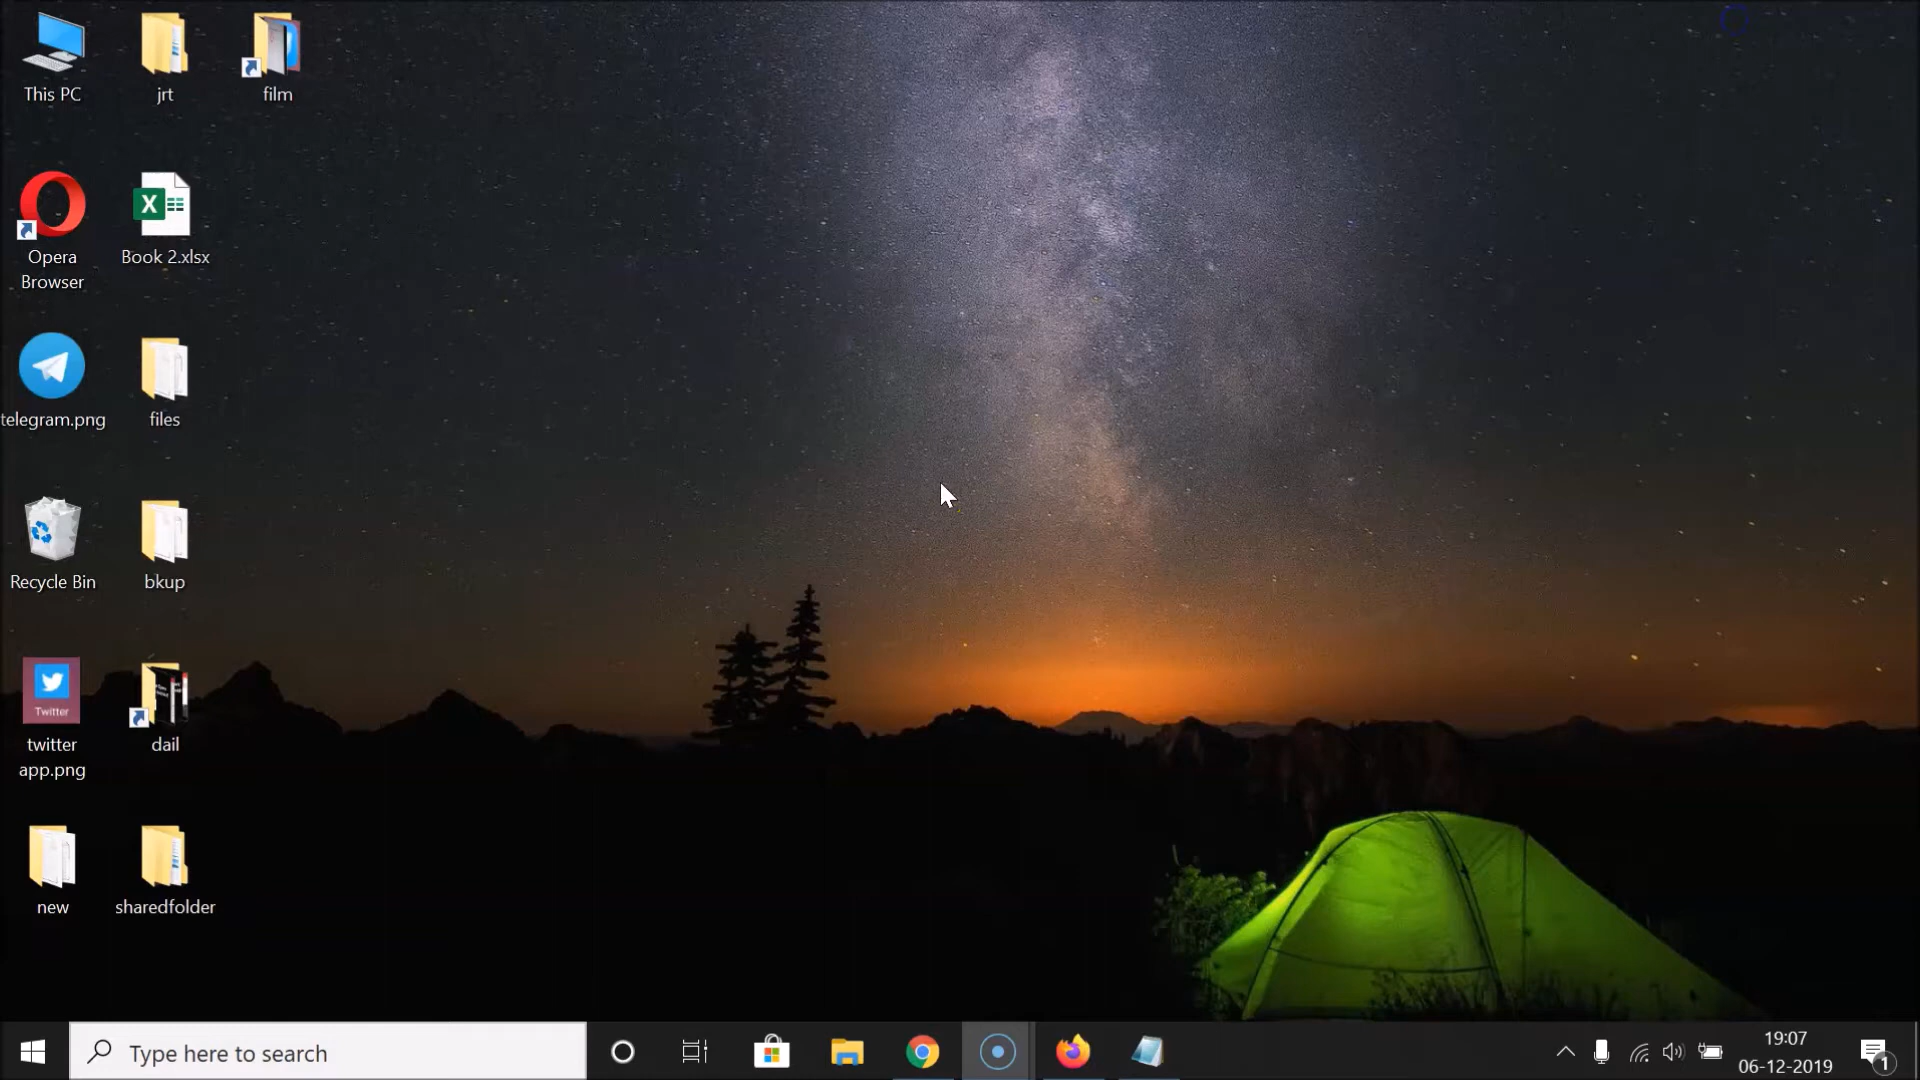 This PC
jrt
film
Opera
Browser
X
Book 2.xlsx
telegram.png
files
Recycle Bin
bkup
Twitter
twitter
app.png
dail
new
sharedfolder
Type here to search
19:07
06-12-2019
1